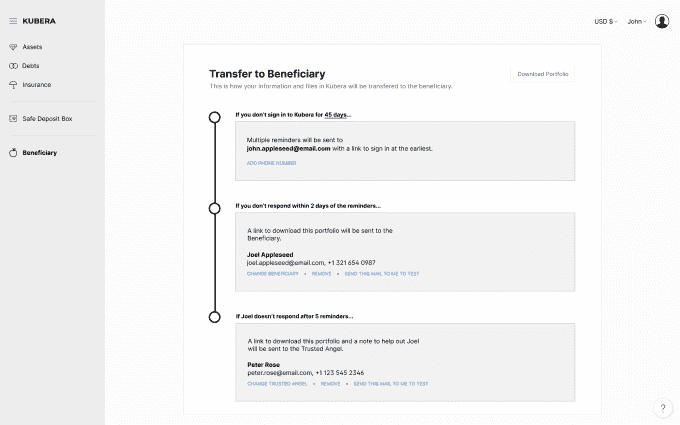 KUBERA
Assets
Debts
Insurance
Safe Deposit Box
Beneficiary
USD $
John
Transfer to Beneficiary
Download Portfolio
This is how your information and files in Kubera will be transfered to the beneficiary.
If you don't sign in to Kubera for 45 days...
Multiple reminders will be sent to
john.appleseed@email.com with a link to sign in at the earliest.
ADD PHONE NUMBER
If you don't respond within 2 days of the reminders...
A link to download this portfolio will be sent to the
Beneficiary.
Joel Appleseed
joel.appleseed@email.com, +1 321 654 0987
CHANGE BENEFICIARY • REMOVE • SEND THIS MAIL TO ME TO TEST
If Joel doesn't respond after 5 reminders...
A link to download this portfolio and a note to help out Joel
will be sent to the Trusted Angel.
Peter Rose
peter.rose@email.com, +1 123 545 2346
CHANGE TRUSTED ANGEL • REMOVE • SEND THIS MAIL TO ME TO TEST
?